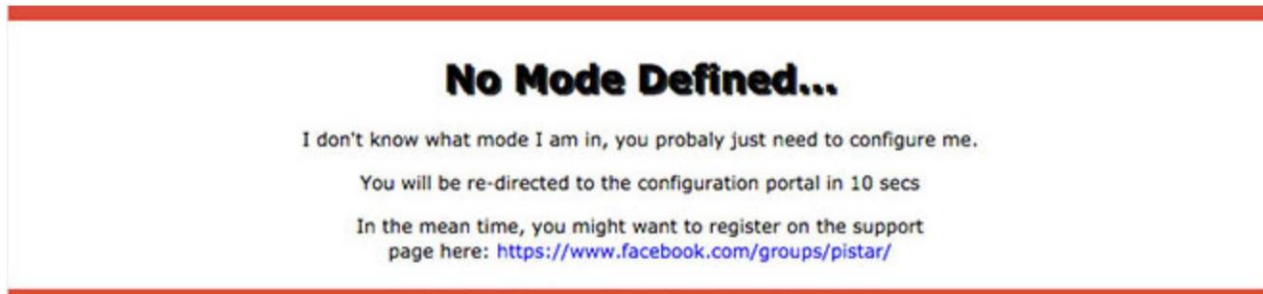 No Mode Defined...
I don't know what mode I am in, you probaly just need to configure me.
You will be re-directed to the configuration portal in 10 secs
In the mean time, you might want to register on the support
page here: https://www.facebook.com/groups/pistar/